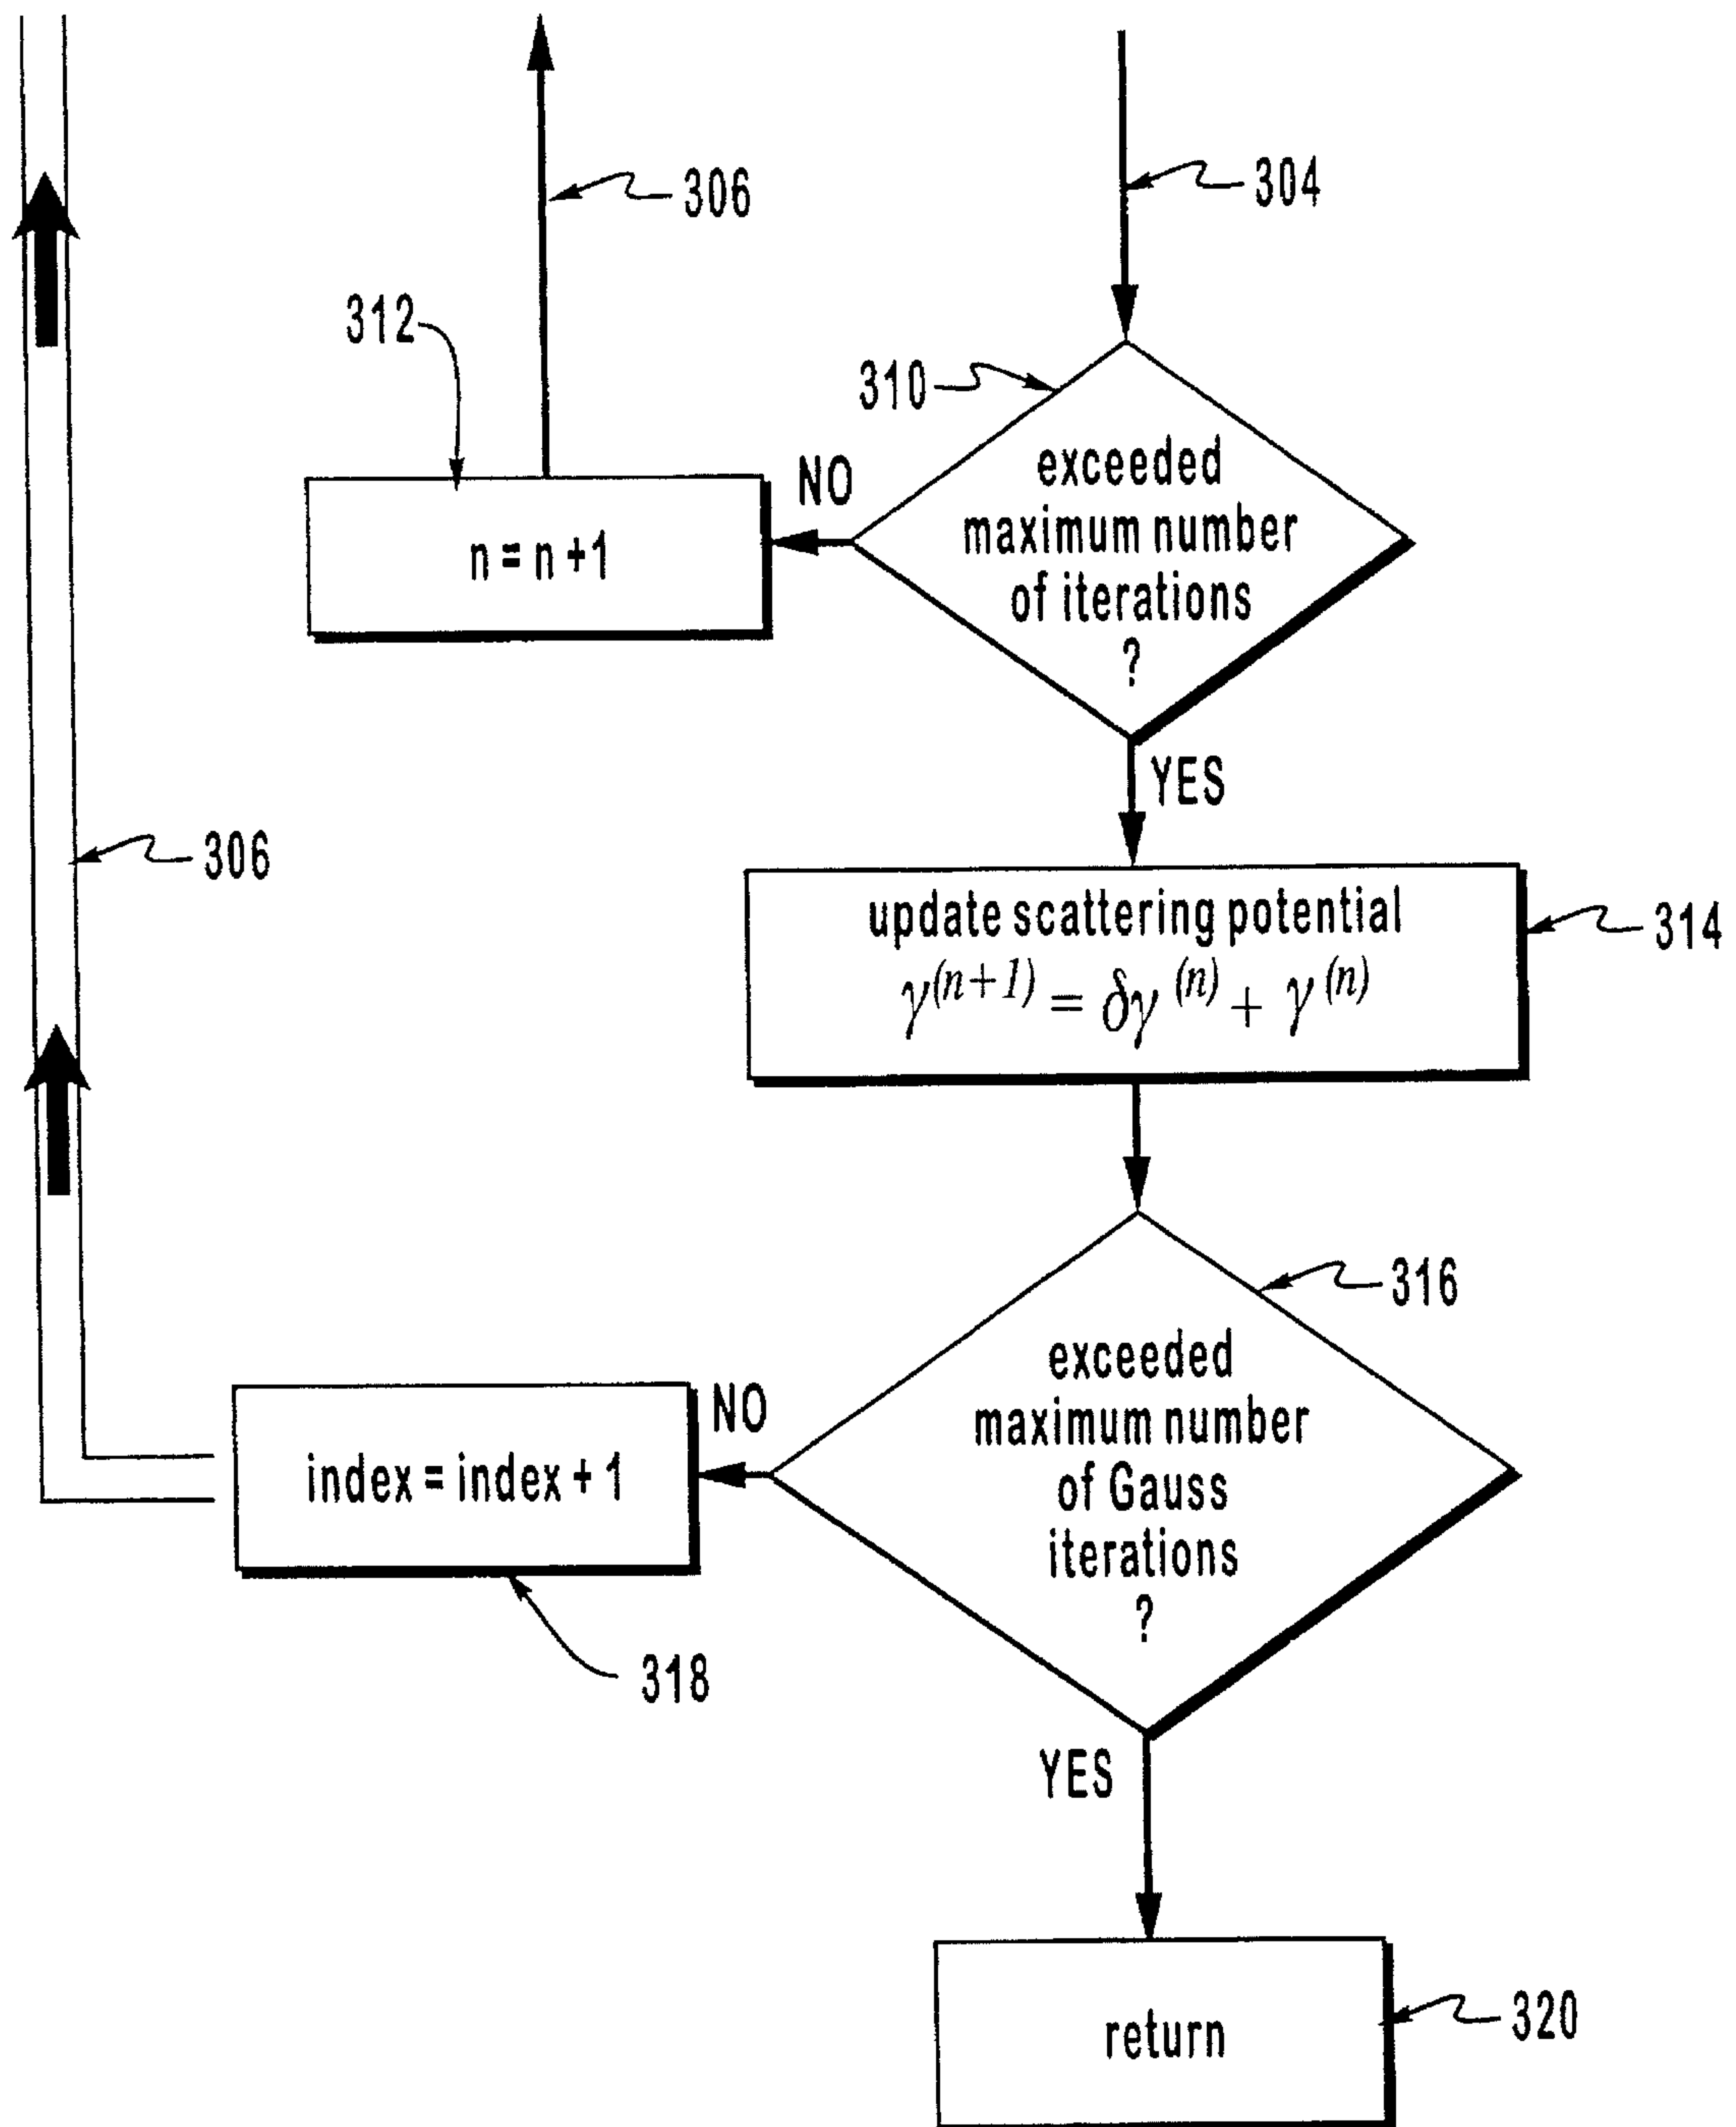 306
304
312
310
exceeded
maximum number
of iterations
?
NO
n = n +1
YES
306
update scattering potential
γ(n+1) = δγ (n) + γ (n)
314
316
exceeded
maximum number
of Gauss
iterations
?
NO
index = index + 1
318
YES
return
320